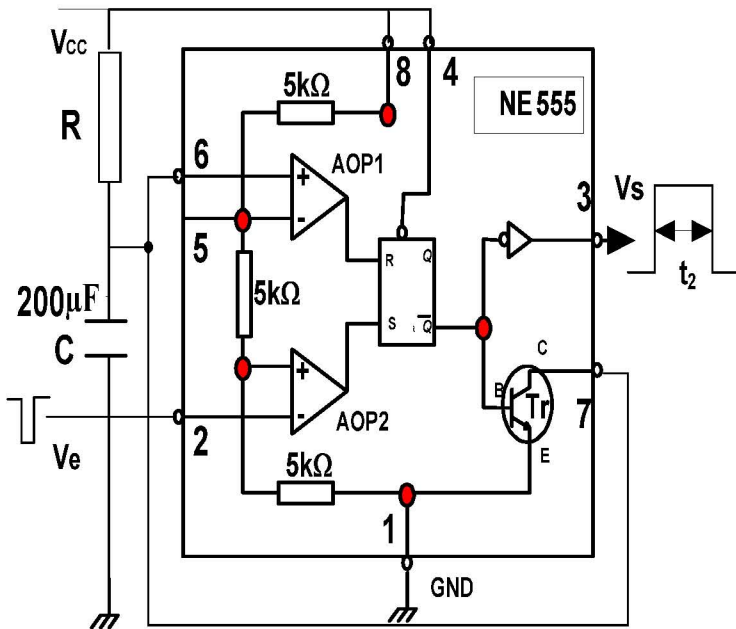 VCC
8
4
5kΩ
NE 555
R
6
AOP1
+
-
3
Vs
5
R
Q
t2
200µF
5kΩ
S
Q
C
C
+
-
B
Tr
7
2
AOP2
E
Ve
5kΩ
1
GND